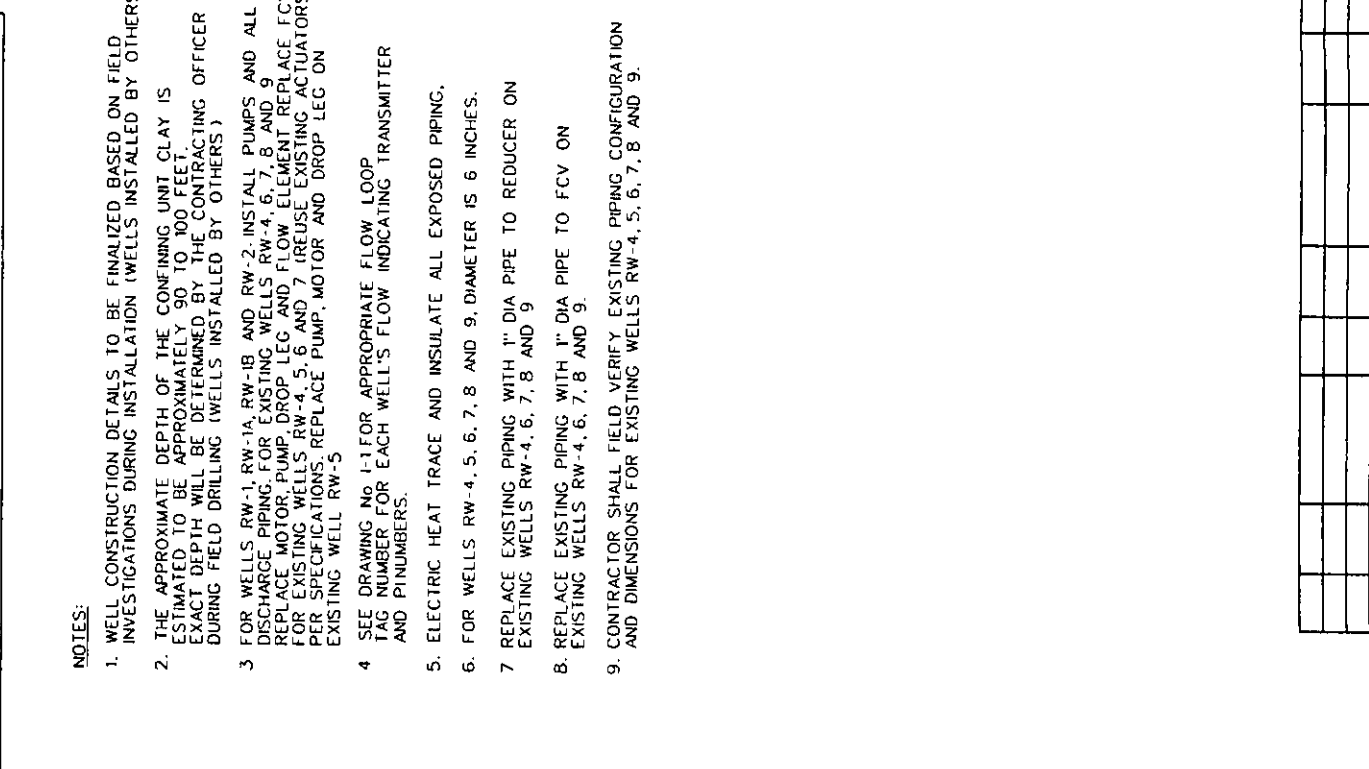 NOTES:
1. WELL CONSTRUCTION DETAILS TO BE FINALIZED BASED ON FIELD
INVESTIGATIONS DURING INSTALLATION (WELLS INSTALLED BY OTHERS
2. THE APPROXIMATE DEPTH OF THE CONFINING UNIT CLAY IS
ESTIMATED TO BE APPROXIMATELY 90 TO 100 FEET.
EXACT DEPTH WILL BE DETERMINED BY THE CONTRACTING OFFICER
DURING FIELD DRILLING (WELLS INSTALLED BY OTHERS )
3 FOR WELLS RW-1, RW-1A, RW-1B AND RW-2- INSTALL PUMPS AND ALL
DISCHARGE PIPING, FOR EXISTING WELLS RW-4, 6, 7, 8 AND 9
REPLACE MOTOR, PUMP, DROP LEG AND FLOW ELEMENT REPLACE FCV
FOR EXISTING WELLS RW-4, 5, 6 AND 7 (REUSE EXISTING ACTUATORS
PER SPECIFICATIONS. REPLACE PUMP, MOTOR AND DROP LEG ON
EXISTING WELL RW-5
4 SEE DRAWING No I-1 FOR APPROPRIATE FLOW LOOP
TAG NUMBER FOR EACH WELL'S FLOW INDICATING TRANSMITTER
AND PI NUMBERS.
5. ELECTRIC HEAT TRACE AND INSULATE ALL EXPOSED PIPING.
6. FOR WELLS RW-4, 5, 6, 7, 8 AND 9, DIAMETER IS 6 INCHES.
7 REPLACE EXISTING PIPING WITH 1" DIA PIPE TO REDUCER ON
EXISTING WELLS RW-4, 6, 7, 8 AND 9
8. REPLACE EXISTING PIPING WITH 1" DIA PIPE TO FCV ON
EXISTING WELLS RW-4, 6, 7, 8 AND 9.
9. CONTRACTOR SHALL FIELD VERIFY EXISTING PIPING CONFIGURATION
AND DIMENSIONS FOR EXISTING WELLS RW-4, 5, 6, 7, 8 AND 9.